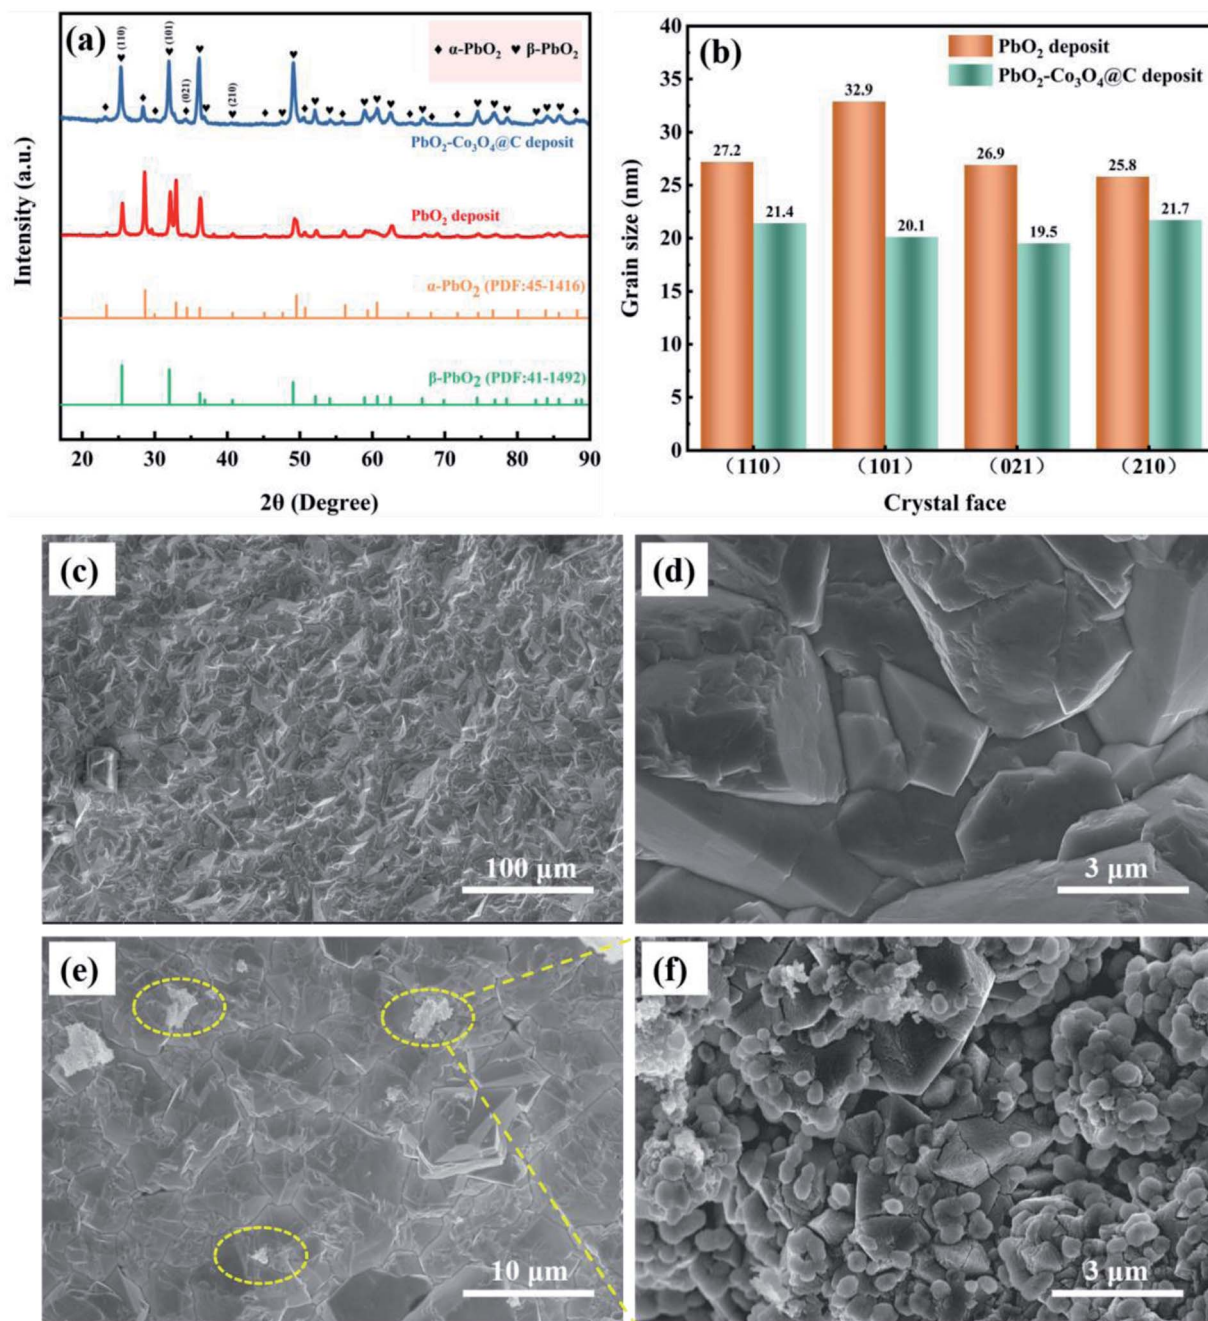 (a)
♦ α-PbO₂ ♥ β-PbO₂
(110)
(101)
(021)
(210)
PbO₂-Co₃O₄@C deposit
PbO₂ deposit
α-PbO₂ (PDF:45-1416)
β-PbO₂ (PDF:41-1492)
Intensity (a.u.)
20 30 40 50 60 70 80 90
2θ (Degree)
(b)
PbO₂ deposit
PbO₂-Co₃O₄@C deposit
Grain size (nm)
40
35
30
25
20
15
10
5
0
27.2 21.4 32.9 20.1 26.9 19.5 25.8 21.7
(110) (101) (021) (210)
Crystal face
(c)
100 μm
(d)
3 μm
(e)
10 μm
(f)
3 μm